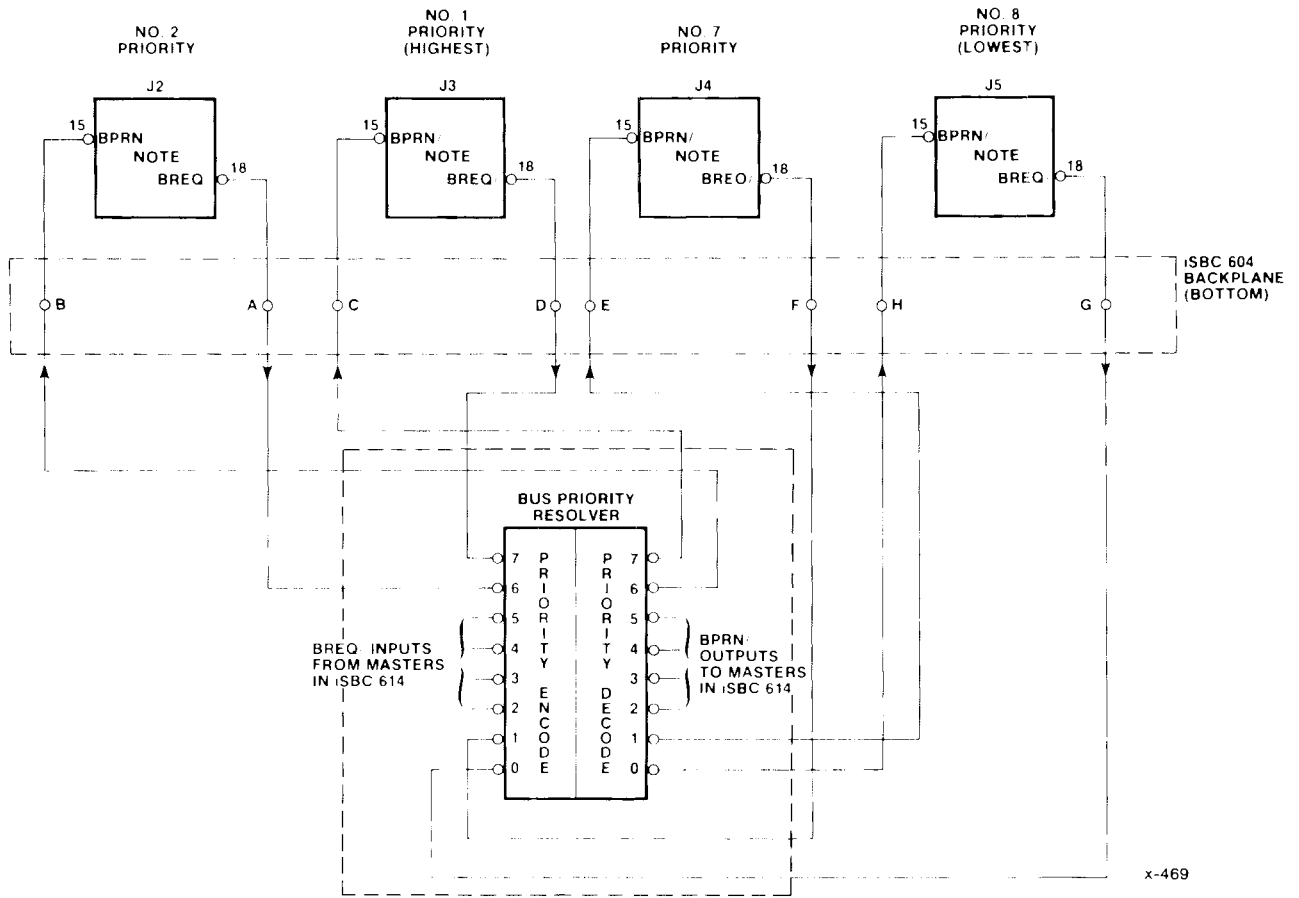 NO. 2
PRIORITY
NO. 1
PRIORITY
(HIGHEST)
NO. 7
PRIORITY
NO. 8
PRIORITY
(LOWEST)
J2
J3
J4
J5
15
BPRN
NOTE
BREQ
18
15
BPRN/
NOTE
BREQ/
18
15
BPRN/
NOTE
BREQ/
18
15
BPRN/
NOTE
BREQ/
18
iSBC 604
BACKPLANE
(BOTTOM)
B
A
C
D
E
F
H
G
BUS PRIORITY
RESOLVER
7
6
5
4
3
2
1
0
PRIORITY ENCODE
PRIORITY DECODE
7
6
5
4
3
2
1
0
BREQ/ INPUTS
FROM MASTERS
IN iSBC 614
BPRN/
OUTPUTS
TO MASTERS
IN iSBC 614
x-469